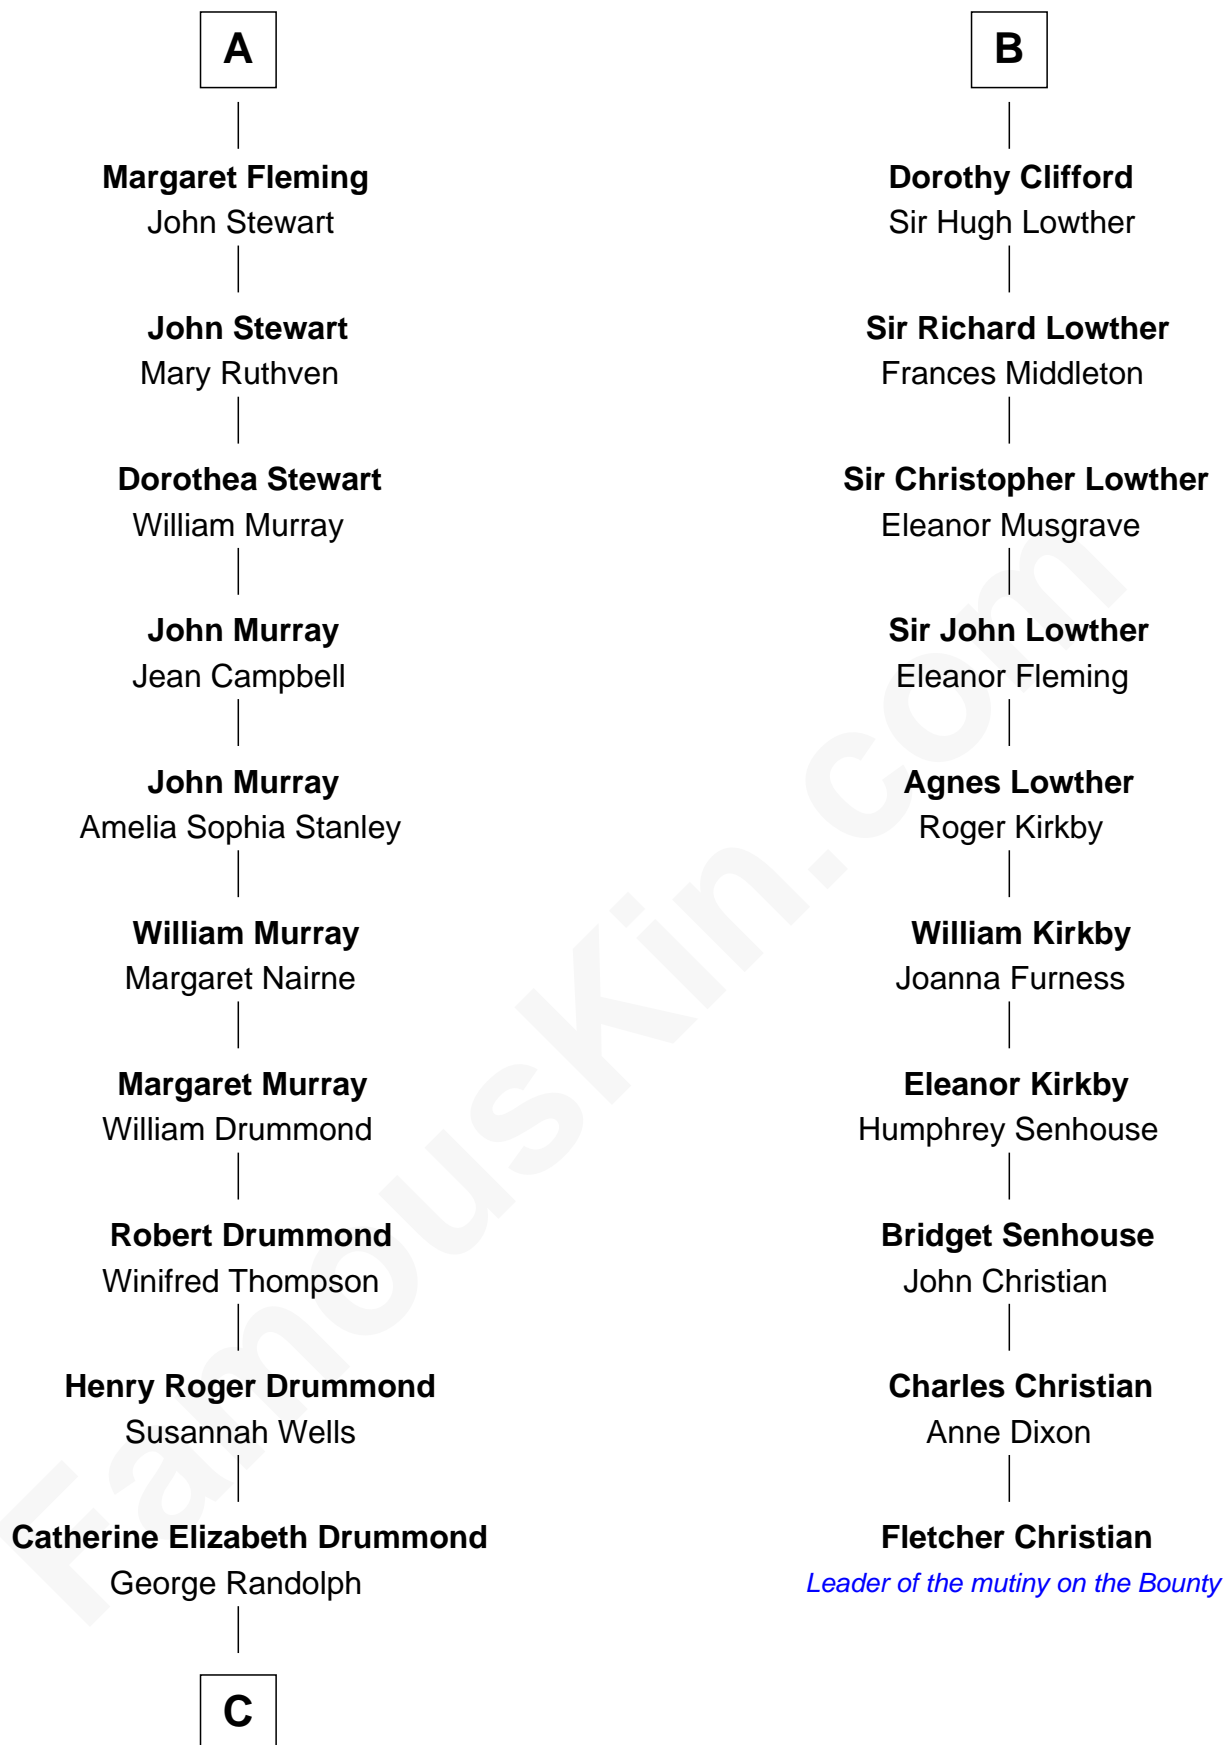 A
Margaret Fleming
John Stewart
John Stewart
Mary Ruthven
Dorothea Stewart
William Murray
John Murray
Jean Campbell
John Murray
Amelia Sophia Stanley
William Murray
Margaret Nairne
Margaret Murray
William Drummond
Robert Drummond
Winifred Thompson
Henry Roger Drummond
Susannah Wells
Catherine Elizabeth Drummond
George Randolph
C
B
Dorothy Clifford
Sir Hugh Lowther
Sir Richard Lowther
Frances Middleton
Sir Christopher Lowther
Eleanor Musgrave
Sir John Lowther
Eleanor Fleming
Agnes Lowther
Roger Kirkby
William Kirkby
Joanna Furness
Eleanor Kirkby
Humphrey Senhouse
Bridget Senhouse
John Christian
Charles Christian
Anne Dixon
Fletcher Christian
Leader of the mutiny on the Bounty
FamousKin.com